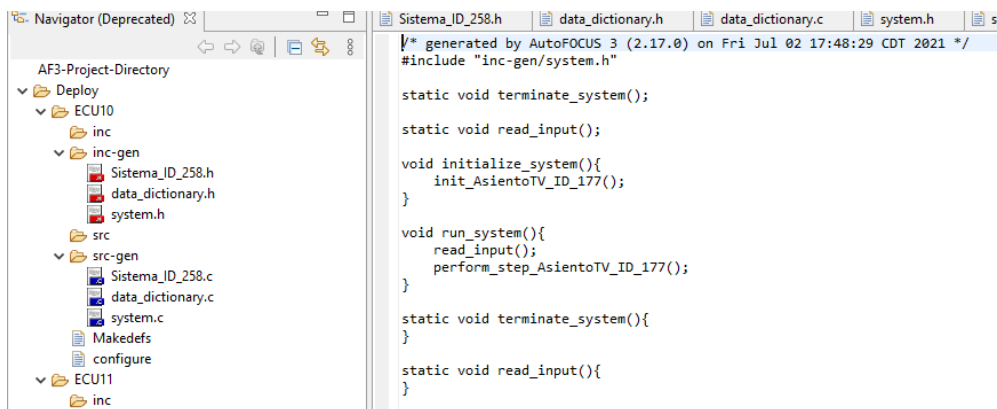 Navigator (Deprecated)
AF3-Project-Directory
Deploy
ECU10
inc
inc-gen
Sistema_ID_258.h
data_dictionary.h
system.h
src
src-gen
Sistema_ID_258.c
data_dictionary.c
system.c
Makedefs
configure
ECU11
inc
Sistema_ID_258.h data_dictionary.h data_dictionary.c system.h s
/* generated by AutoFOCUS 3 (2.17.0) on Fri Jul 02 17:48:29 CDT 2021 */
#include "inc-gen/system.h"
static void terminate_system();
static void read_input();
void initialize_system(){
init_AsientoTV_ID_177();
}
void run_system(){
read_input();
perform_step_AsientoTV_ID_177();
}
static void terminate_system(){
}
static void read_input(){
}